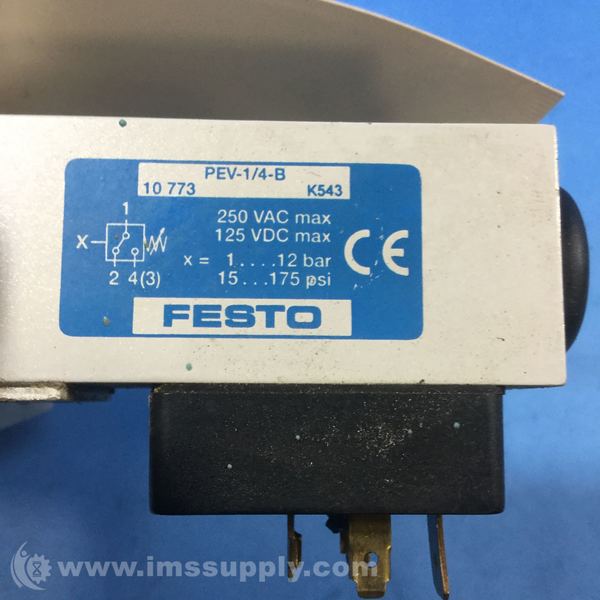 PEV-1/4-B
10 773 K543
1
X
2 4(3)
250 VAC max
125 VDC max
x = 1....12 bar
15...175 psi
CE
FESTO
www.imssupply.com